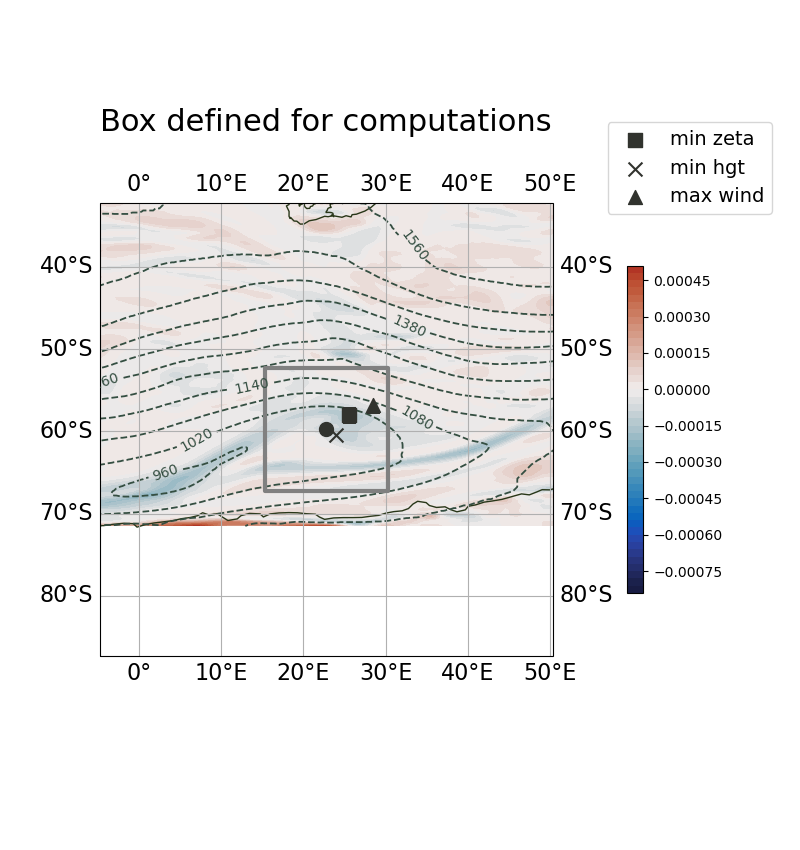 Box defined for computations
min zeta
min hgt
max wind
0° 10°E 20°E 30°E 40°E 50°E
1560
40°S 40°S
0.00045
0.00030
1380
0.00015
50°S 50°S
60
1140
0.00000
1080
−0.00015
60°S 60°S
1020
960
−0.00030
−0.00045
70°S 70°S
−0.00060
−0.00075
80°S 80°S
0° 10°E 20°E 30°E 40°E 50°E